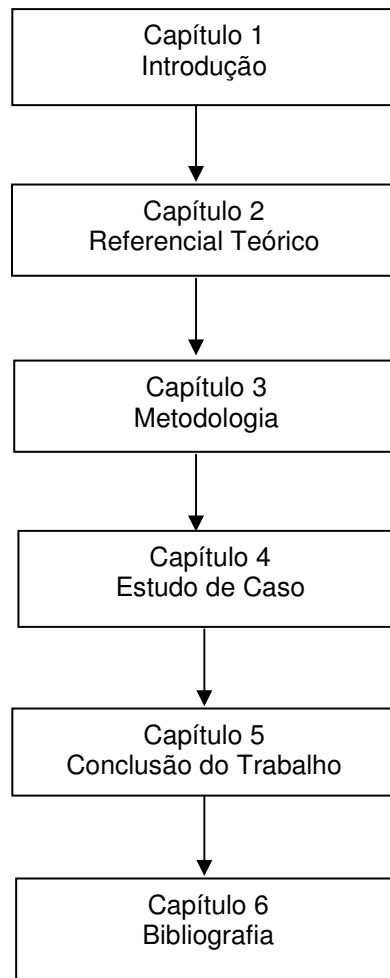 Capítulo 1
Introdução
Capítulo 2
Referencial Teórico
Capítulo 3
Metodologia
Capítulo 4
Estudo de Caso
Capítulo 5
Conclusão do Trabalho
Capítulo 6
Bibliografia